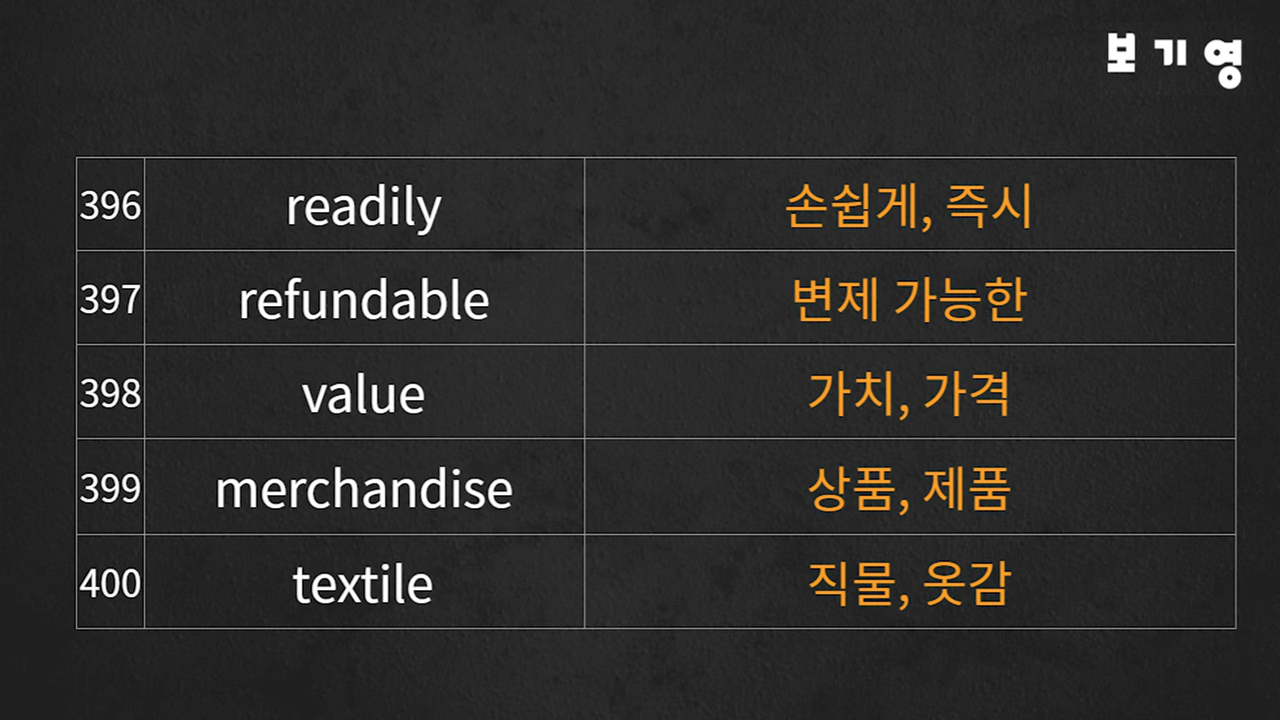 보기영
396 readily 손쉽게, 즉시
397 refundable 변제 가능한
398 value 가치, 가격
399 merchandise 상품, 제품
400 textile 직물, 옷감